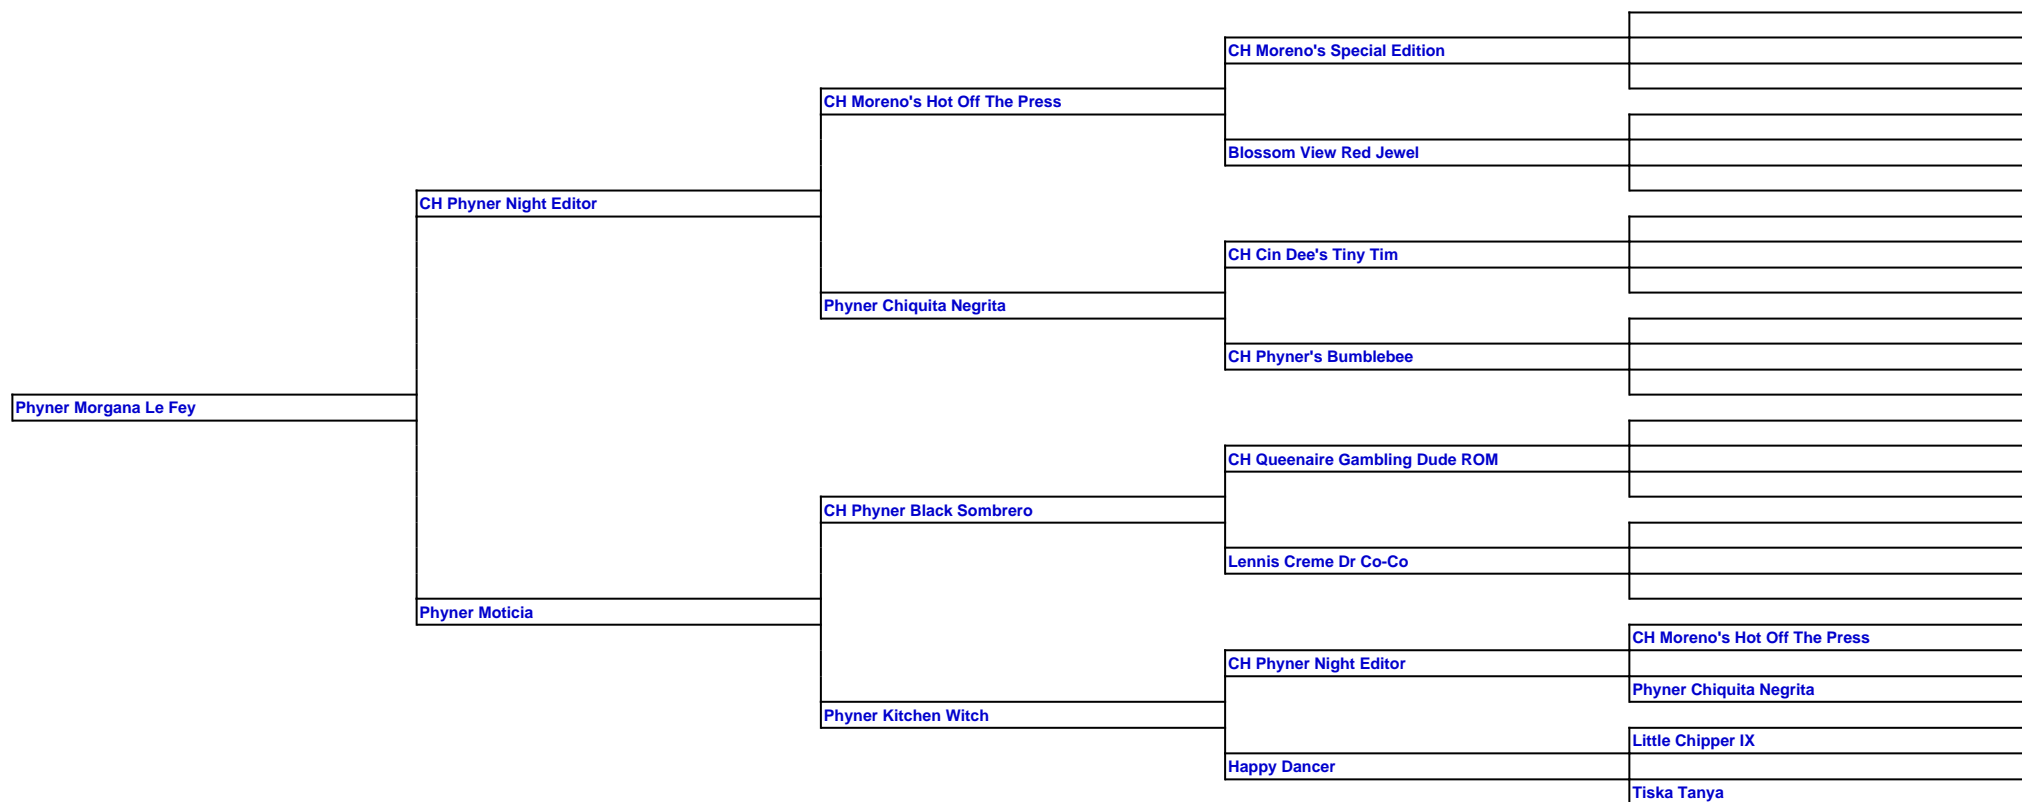 CH Moreno's Special Edition
CH Moreno's Hot Off The Press
Blossom View Red Jewel
CH Phyner Night Editor
CH Cin Dee's Tiny Tim
Phyner Chiquita Negrita
CH Phyner's Bumblebee
Phyner Morgana Le Fey
CH Queenaire Gambling Dude ROM
CH Phyner Black Sombrero
Lennis Creme Dr Co-Co
Phyner Moticia
CH Moreno's Hot Off The Press
CH Phyner Night Editor
Phyner Chiquita Negrita
Phyner Kitchen Witch
Little Chipper IX
Happy Dancer
Tiska Tanya